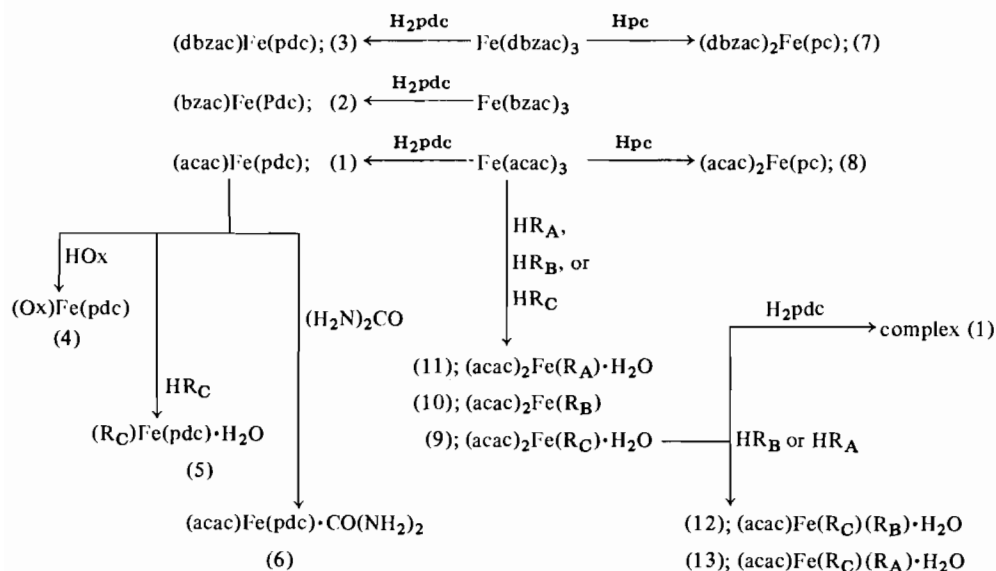 H2pdc Hpc
(dbzac)Fe(pdc); (3) Fe(dbzac)3 (dbzac)2Fe(pc); (7)
H2pdc
(bzac)Fe(Pdc); (2) Fe(bzac)3
H2pdc Hpc
(acac)Fe(pdc); (1) Fe(acac)3 (acac)2Fe(pc); (8)
HOx
(Ox)Fe(pdc)
(4)
HRC
(RC)Fe(pdc)·H2O
(5)
(H2N)2CO
(acac)Fe(pdc)·CO(NH2)2
(6)
HRA,
HRB, or
HRC
(11); (acac)2Fe(RA)·H2O
(10); (acac)2Fe(RB)
(9); (acac)2Fe(RC)·H2O
H2pdc
complex (1)
HRB or HRA
(12); (acac)Fe(RC)(RB)·H2O
(13); (acac)Fe(RC)(RA)·H2O